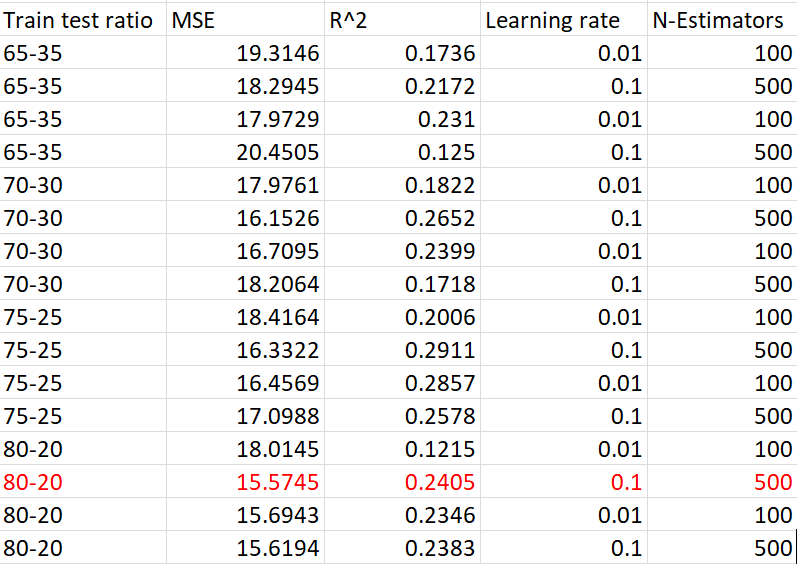 Train test ratio MSE R^2 Learning rate N-Estimators
65-35 19.3146 0.1736 0.01 100
65-35 18.2945 0.2172 0.1 500
65-35 17.9729 0.231 0.01 100
65-35 20.4505 0.125 0.1 500
70-30 17.9761 0.1822 0.01 100
70-30 16.1526 0.2652 0.1 500
70-30 16.7095 0.2399 0.01 100
70-30 18.2064 0.1718 0.1 500
75-25 18.4164 0.2006 0.01 100
75-25 16.3322 0.2911 0.1 500
75-25 16.4569 0.2857 0.01 100
75-25 17.0988 0.2578 0.1 500
80-20 18.0145 0.1215 0.01 100
80-20 15.5745 0.2405 0.1 500
80-20 15.6943 0.2346 0.01 100
80-20 15.6194 0.2383 0.1 500